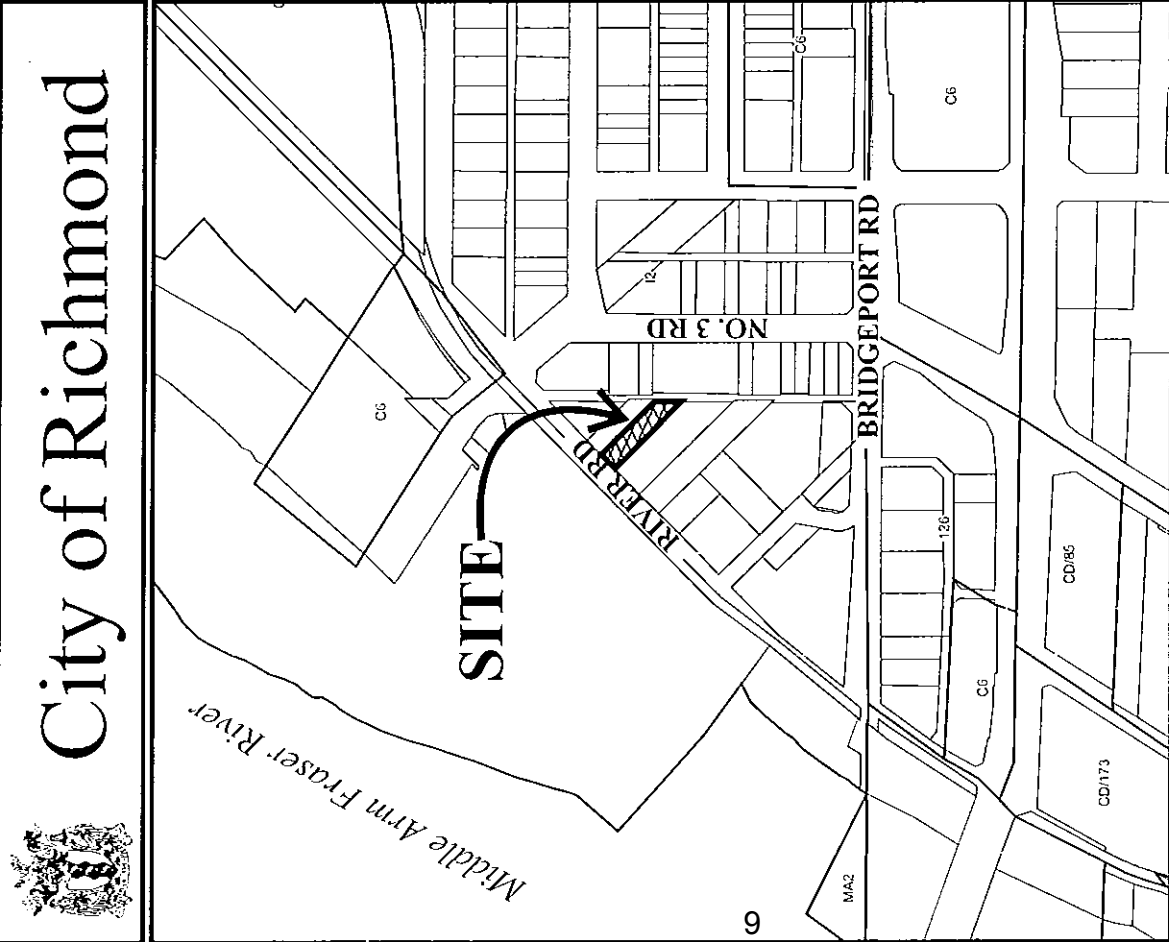 City of Richmond
C6
C6
C6
I2
NO. 3 RD
BRIDGEPORT RD
RIVER RD
SITE
126
CD/85
C6
CD/173
MA2
Middle Arm Fraser River
9